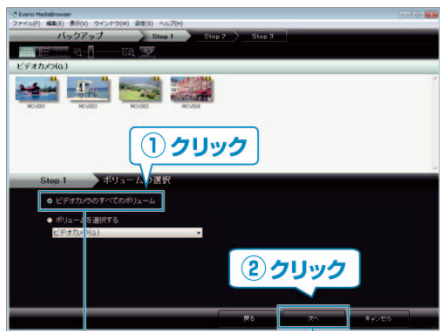 Everio MediaBrowser
ファイル(F) 編集(E) 表示(V) ウインドウ(W) 設定(S) ヘルプ(H)
バックアップ Step 1 Step 2 Step 3
ビデオカメラ(Q:)
MOV001 MOV002 MOV003 MOV004
① クリック
Step 1 ボリュームの選択
ビデオカメラのすべてのボリューム
ボリュームを選択する
ビデオカメラ(Q:)
② クリック
戻る 次へ キャンセル